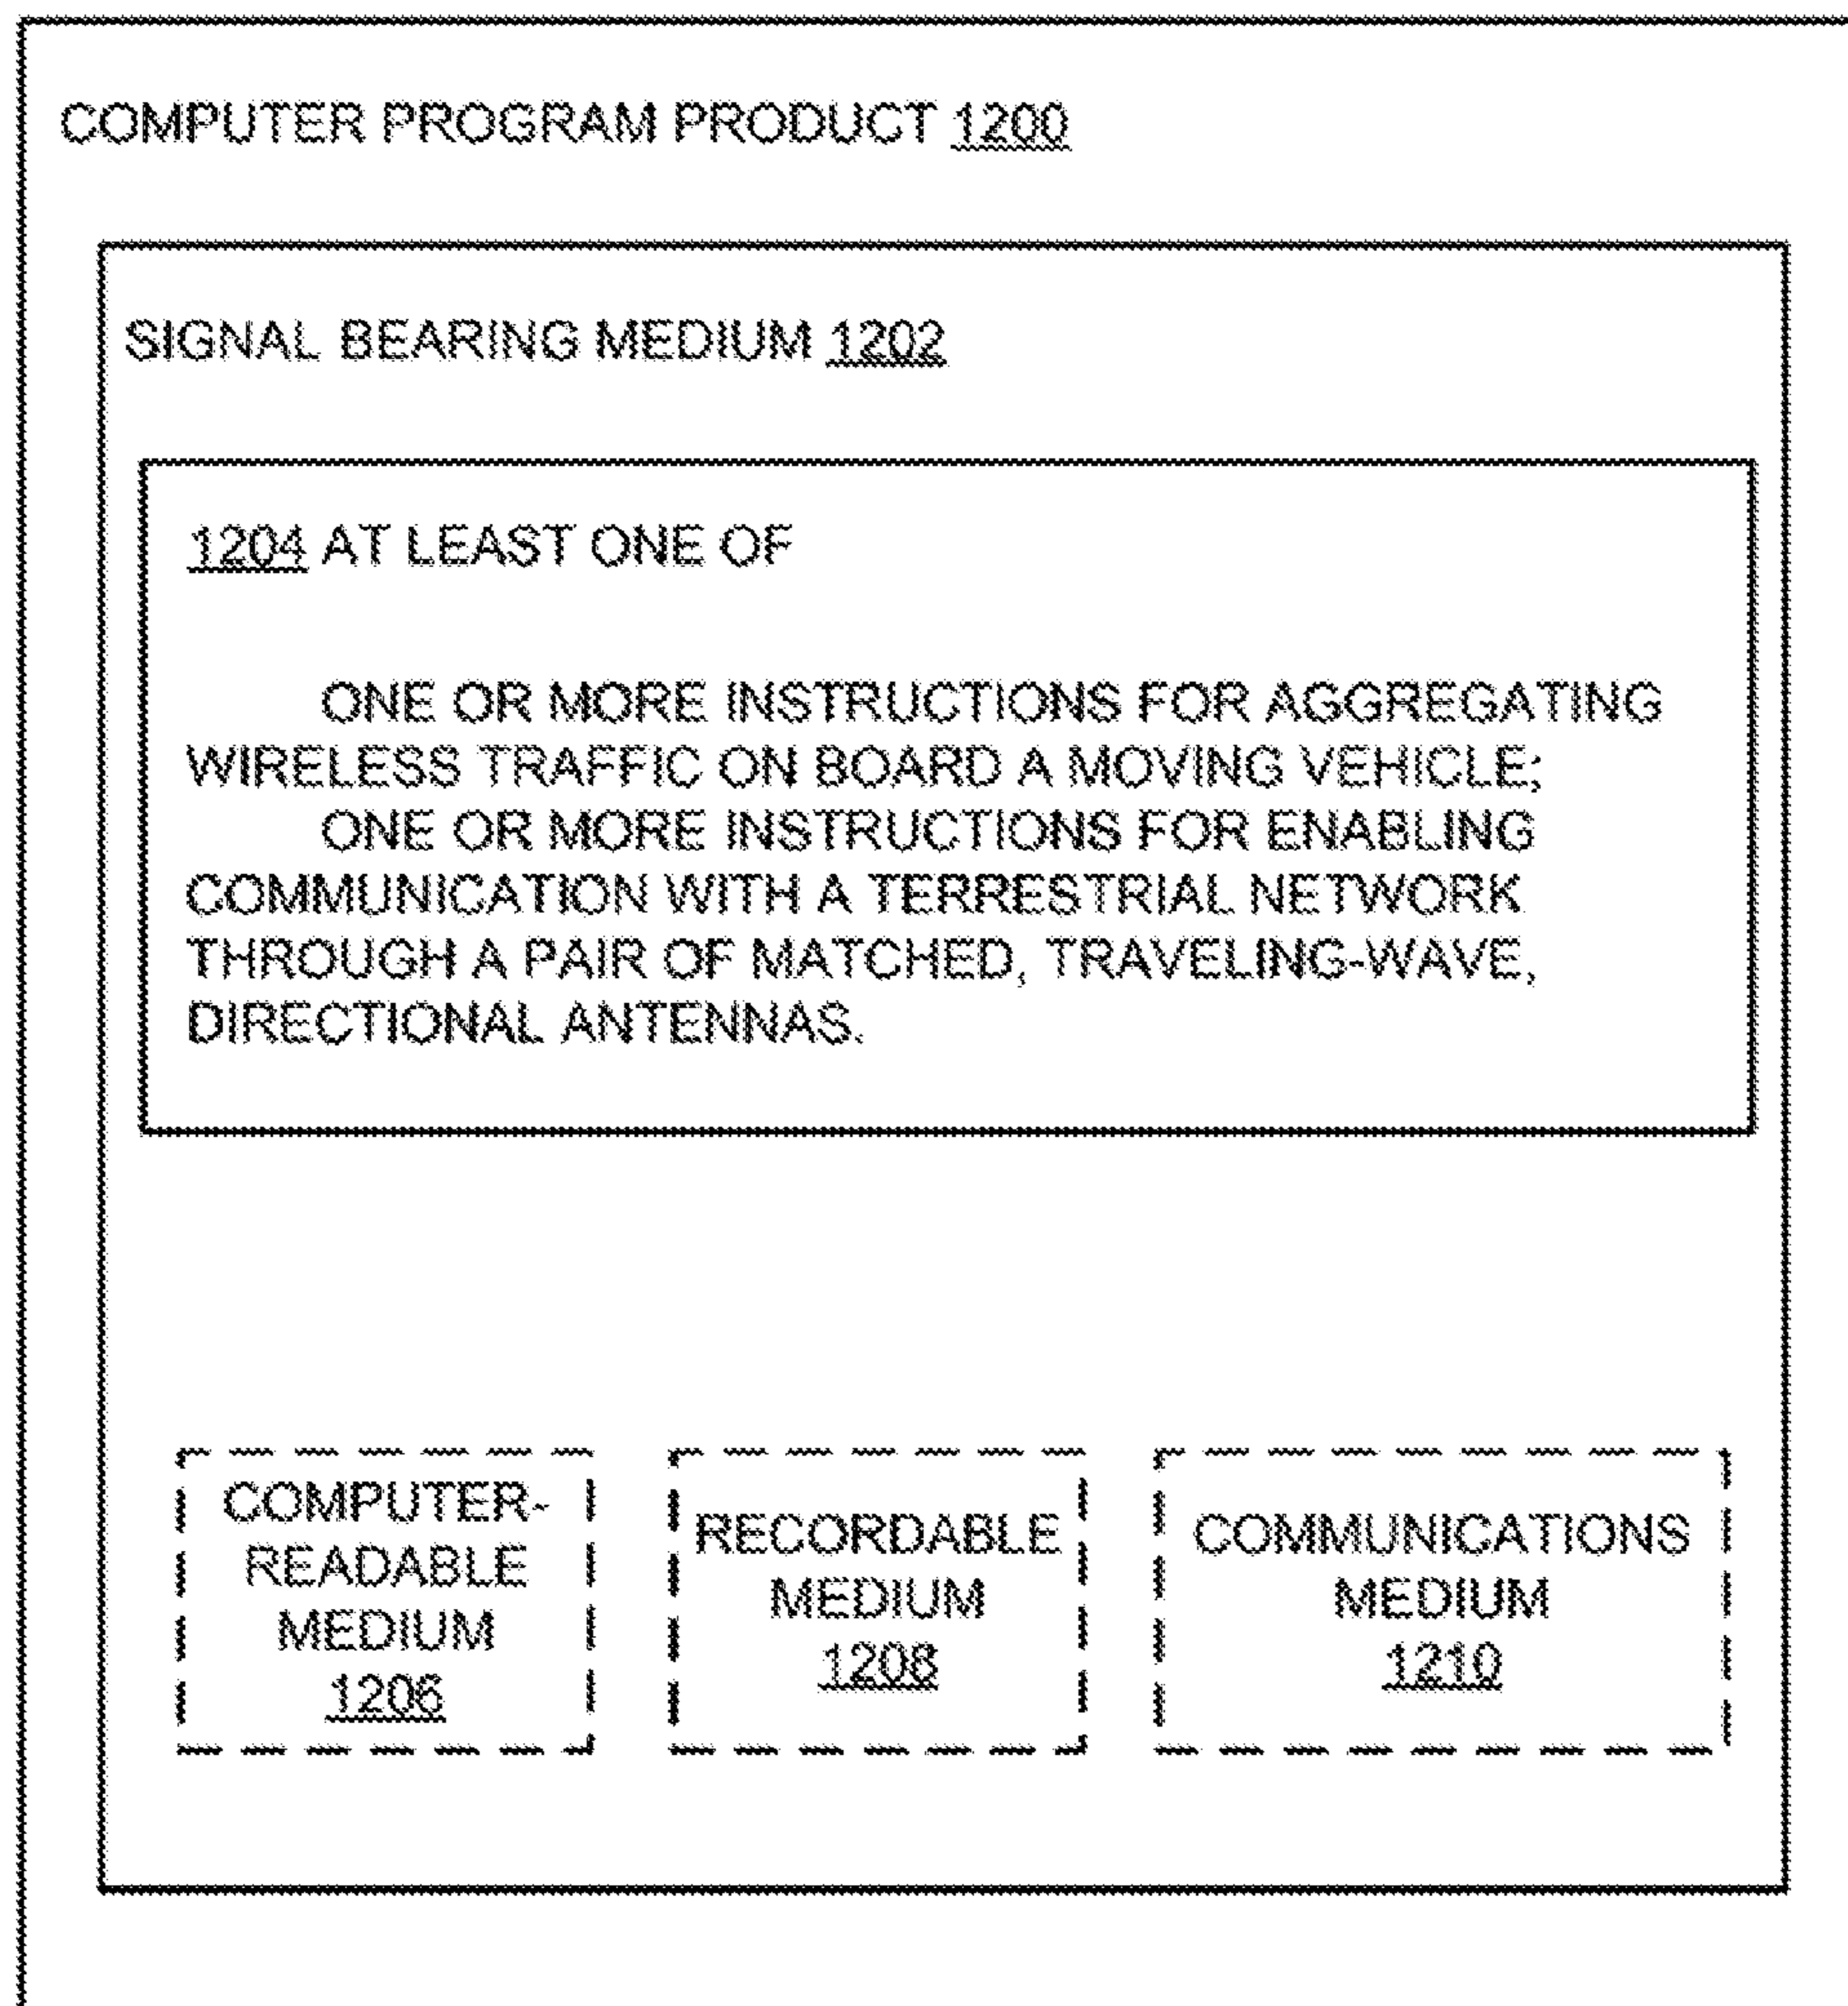 COMPUTER PROGRAM PRODUCT 1200
SIGNAL BEARING MEDIUM 1202
1204 AT LEAST ONE OF
ONE OR MORE INSTRUCTIONS FOR AGGREGATING
WIRELESS TRAFFIC ON BOARD A MOVING VEHICLE;
ONE OR MORE INSTRUCTIONS FOR ENABLING
COMMUNICATION WITH A TERRESTRIAL NETWORK
THROUGH A PAIR OF MATCHED, TRAVELING-WAVE,
DIRECTIONAL ANTENNAS.
COMPUTER-
READABLE
MEDIUM
1206
RECORDABLE
MEDIUM
1208
COMMUNICATIONS
MEDIUM
1210